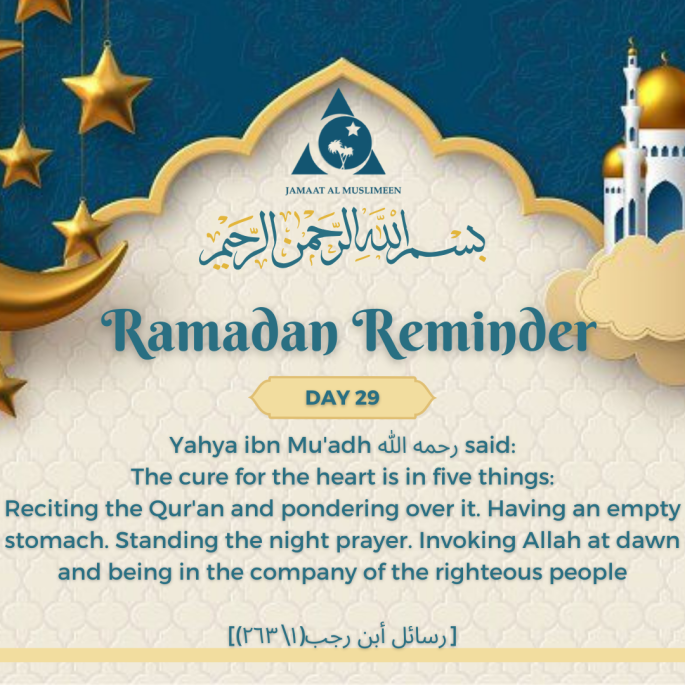 JAMAAT AL MUSLIMEEN
بسم الله الرحمن الرحيم
Ramadan Reminder
DAY 29
Yahya ibn Mu'adh رحمه الله said:
The cure for the heart is in five things:
Reciting the Qur'an and pondering over it. Having an empty
stomach. Standing the night prayer. Invoking Allah at dawn
and being in the company of the righteous people
[رسائل أبن رجب(١\٢٦٣)]